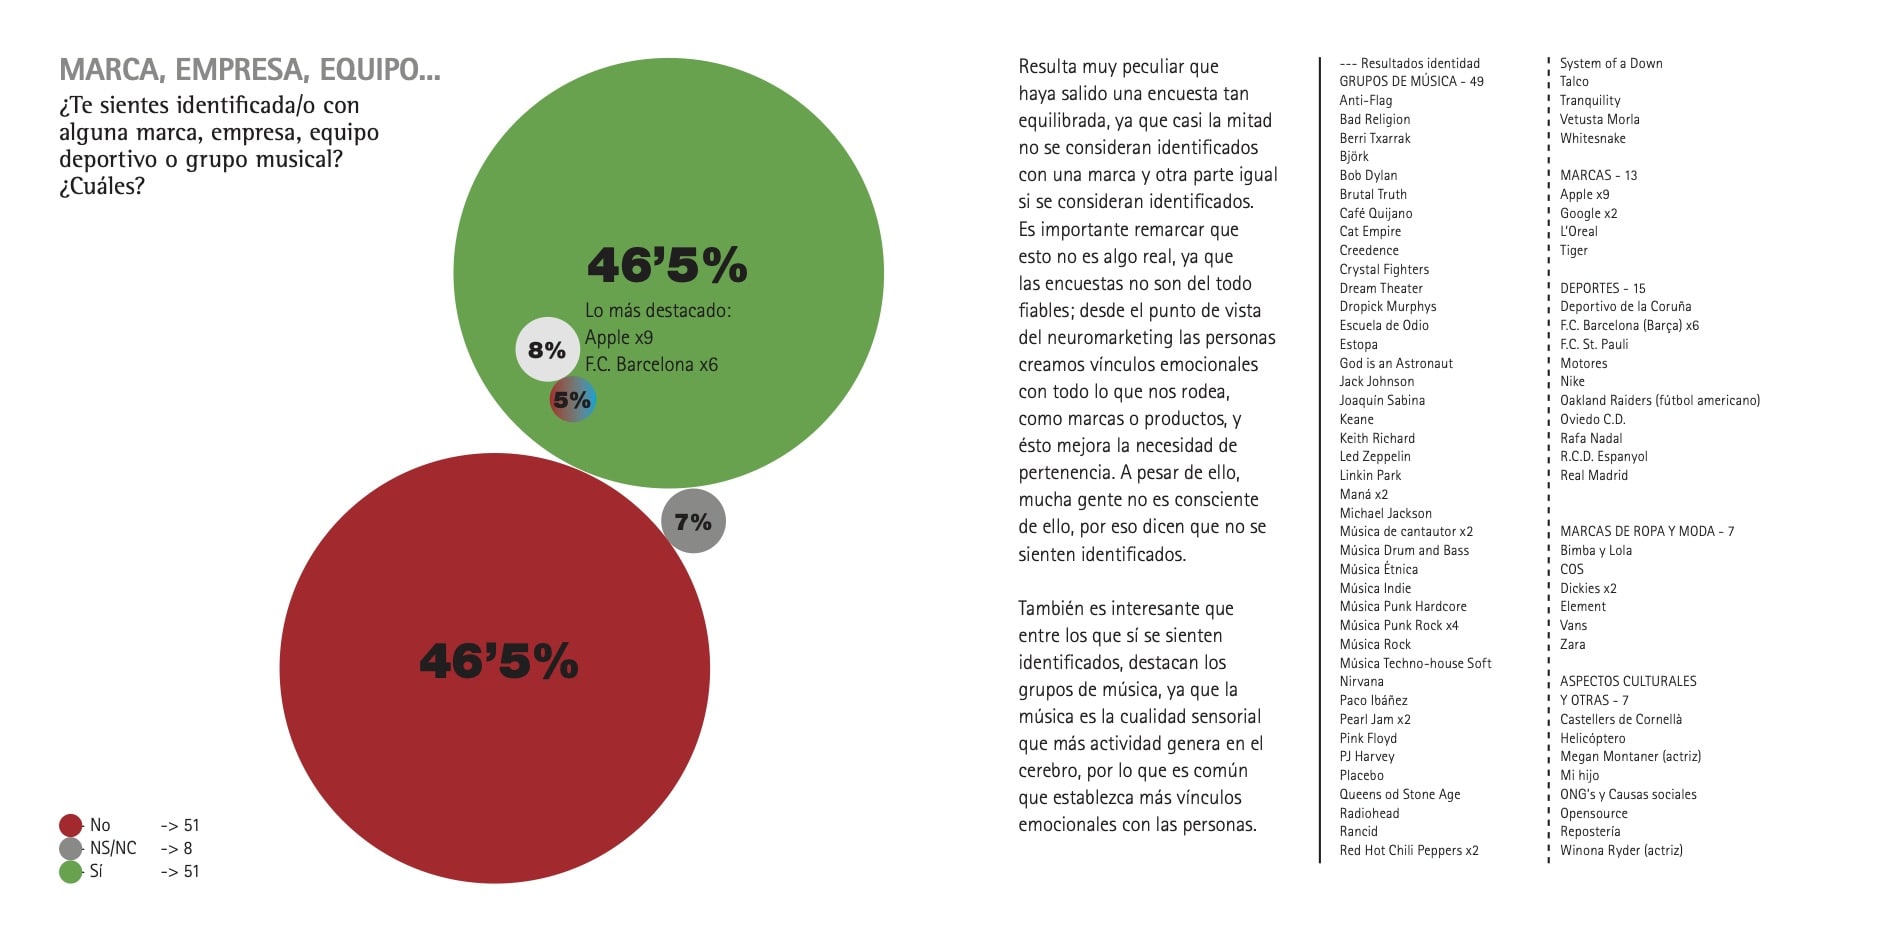 MARCA, EMPRESA, EQUIPO...
¿Te sientes identificada/o con
alguna marca, empresa, equipo
deportivo o grupo musical?
¿Cuáles?
46’5%
Lo más destacado:
Apple x9
F.C. Barcelona x6
8%
5%
7%
46’5%
No -> 51
NS/NC -> 8
Sí -> 51
Resulta muy peculiar que
haya salido una encuesta tan
equilibrada, ya que casi la mitad
no se consideran identificados
con una marca y otra parte igual
si se consideran identificados.
Es importante remarcar que
esto no es algo real, ya que
las encuestas no son del todo
fiables; desde el punto de vista
del neuromarketing las personas
creamos vínculos emocionales
con todo lo que nos rodea,
como marcas o productos, y
ésto mejora la necesidad de
pertenencia. A pesar de ello,
mucha gente no es consciente
de ello, por eso dicen que no se
sienten identificados.
También es interesante que
entre los que sí se sienten
identificados, destacan los
grupos de música, ya que la
música es la cualidad sensorial
que más actividad genera en el
cerebro, por lo que es común
que establezca más vínculos
emocionales con las personas.
--- Resultados identidad
GRUPOS DE MÚSICA - 49
Anti-Flag
Bad Religion
Berri Txarrak
Björk
Bob Dylan
Brutal Truth
Café Quijano
Cat Empire
Creedence
Crystal Fighters
Dream Theater
Dropick Murphys
Escuela de Odio
Estopa
God is an Astronaut
Jack Johnson
Joaquín Sabina
Keane
Keith Richard
Led Zeppelin
Linkin Park
Maná x2
Michael Jackson
Música de cantautor x2
Música Drum and Bass
Música Étnica
Música Indie
Música Punk Hardcore
Música Punk Rock x4
Música Rock
Música Techno-house Soft
Nirvana
Paco Ibáñez
Pearl Jam x2
Pink Floyd
PJ Harvey
Placebo
Queens od Stone Age
Radiohead
Rancid
Red Hot Chili Peppers x2
System of a Down
Talco
Tranquility
Vetusta Morla
Whitesnake
MARCAS - 13
Apple x9
Google x2
L’Oreal
Tiger
DEPORTES - 15
Deportivo de la Coruña
F.C. Barcelona (Barça) x6
F.C. St. Pauli
Motores
Nike
Oakland Raiders (fútbol americano)
Oviedo C.D.
Rafa Nadal
R.C.D. Espanyol
Real Madrid
MARCAS DE ROPA Y MODA - 7
Bimba y Lola
COS
Dickies x2
Element
Vans
Zara
ASPECTOS CULTURALES
Y OTRAS - 7
Castellers de Cornellà
Helicóptero
Megan Montaner (actriz)
Mi hijo
ONG’s y Causas sociales
Opensource
Repostería
Winona Ryder (actriz)